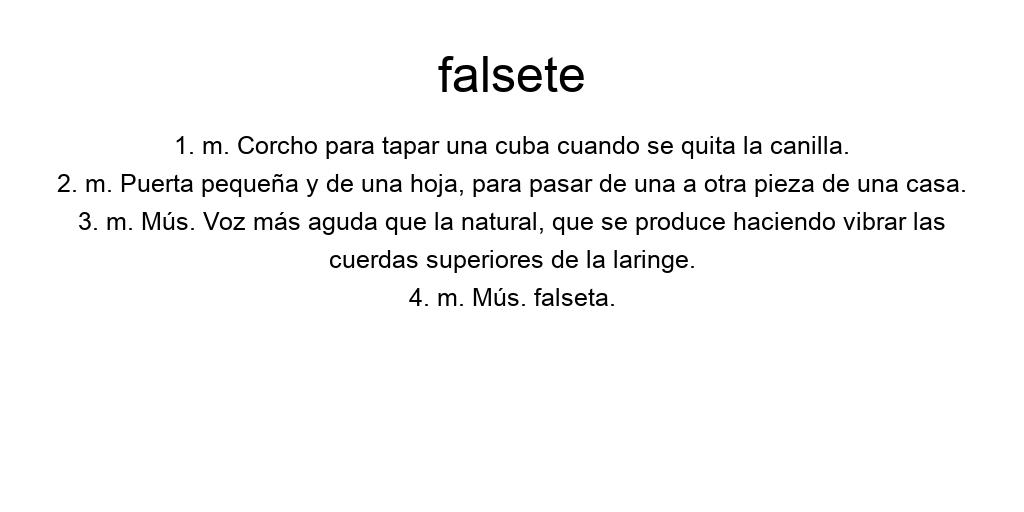 falsete
1. m. Corcho para tapar una cuba cuando se quita la canilla.
2. m. Puerta pequeña y de una hoja, para pasar de una a otra pieza de una casa.
3. m. Mús. Voz más aguda que la natural, que se produce haciendo vibrar las
cuerdas superiores de la laringe.
4. m. Mús. falseta.